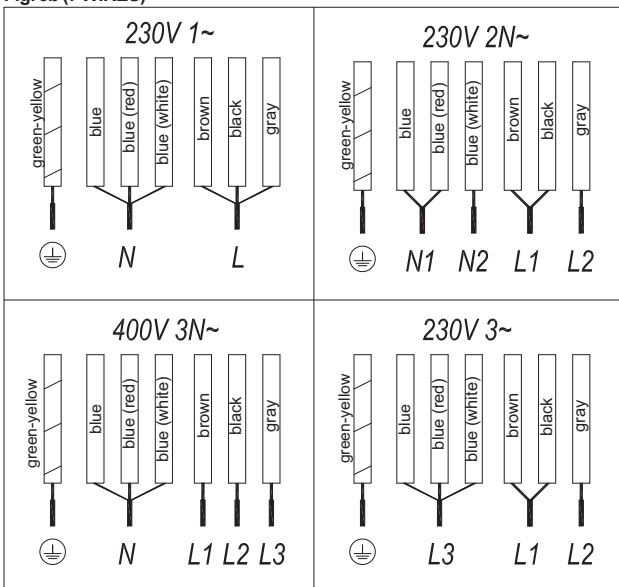 230V 1~
green-yellow
blue
blue (red)
blue (white)
brown
black
gray
N
L
230V 2N~
green-yellow
blue
blue (red)
blue (white)
brown
black
gray
N1 N2 L1 L2
400V 3N~
green-yellow
blue
blue (red)
blue (white)
brown
black
gray
N
L1 L2 L3
230V 3~
green-yellow
blue
blue (red)
blue (white)
brown
black
gray
L3
L1
L2